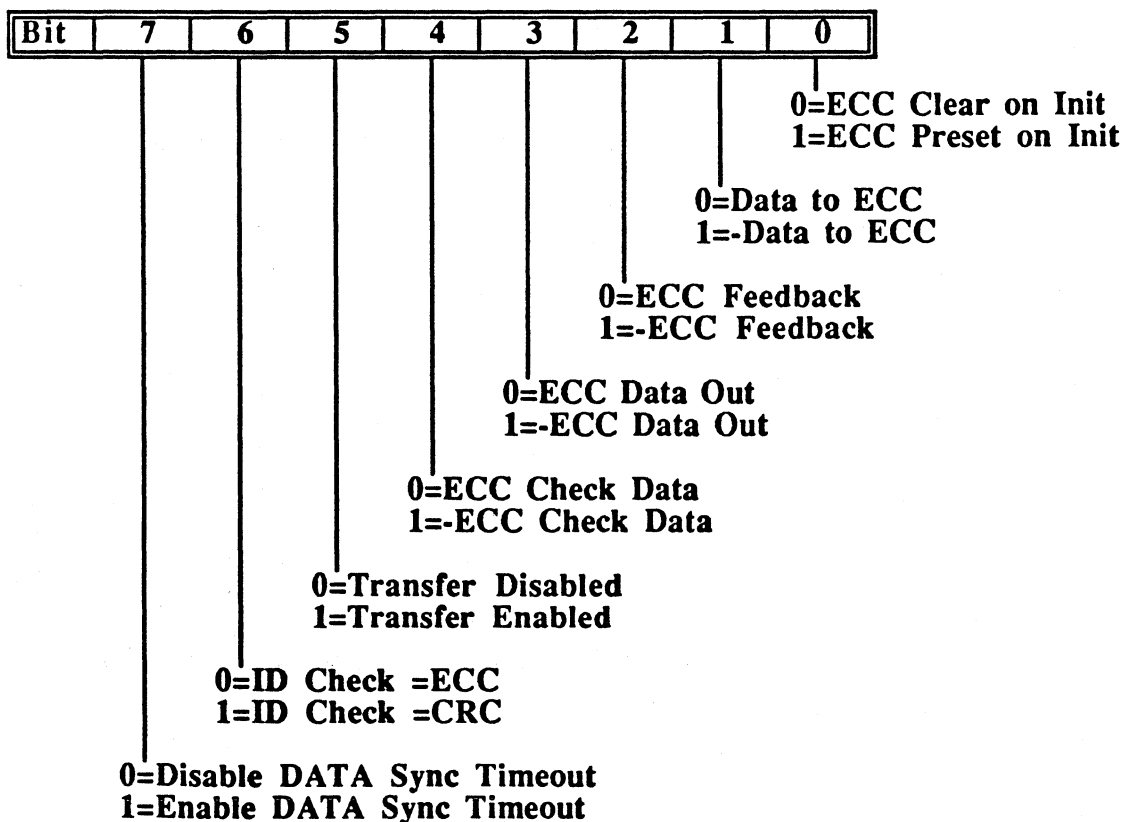 Bit 7 6 5 4 3 2 1 0
0=ECC Clear on Init
1=ECC Preset on Init
0=Data to ECC
1=-Data to ECC
0=ECC Feedback
1=-ECC Feedback
0=ECC Data Out
1=-ECC Data Out
0=ECC Check Data
1=-ECC Check Data
0=Transfer Disabled
1=Transfer Enabled
0=ID Check =ECC
1=ID Check =CRC
0=Disable DATA Sync Timeout
1=Enable DATA Sync Timeout